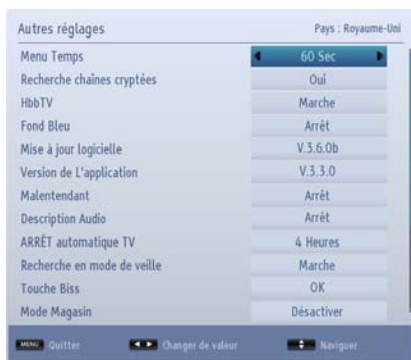 Autres réglages Pays : Royaume-Uni
Menu Temps 60 Sec
Recherche chaînes cryptées Oui
HbbTV Marche
Fond Bleu Arrêt
Mise à jour logicielle V.3.6.0b
Version de L'application V.3.3.0
Malentendant Arrêt
Description Audio Arrêt
ARRÊT automatique TV 4 Heures
Recherche en mode de veille Marche
Touche Biss OK
Mode Magasin Désactiver
MENU Quitter Changer de valeur Naviguer